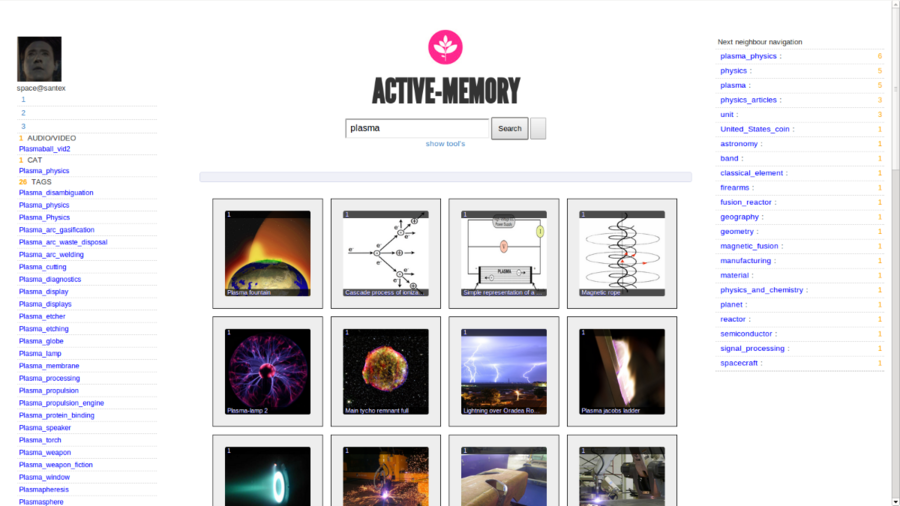 space@santex
1
2
3
1 AUDIO/VIDEO
Plasmaball_vid2
1 CAT
Plasma_physics
20 TAGS
Plasma_disambiguation
Plasma_physics
Plasma_Physics
Plasma_arc_gasification
Plasma_arc_waste_disposal
Plasma_arc_welding
Plasma_cutting
Plasma_diagnostics
Plasma_display
Plasma_displays
Plasma_etcher
Plasma_etching
Plasma_globe
Plasma_lamp
Plasma_membrane
Plasma_processing
Plasma_propulsion
Plasma_propulsion_engine
Plasma_protein_binding
Plasma_speaker
Plasma_torch
Plasma_weapon
Plasma_weapon_fiction
Plasma_window
Plasmapheresis
Plasmasphere
ACTIVE-MEMORY
plasma Search
show tool's
1 1 1 1
e⁻ e⁻ e⁻ e⁻
PLASMA
Plasma fountain Cascade process of ioniza... Simple representation of a ... Magnetic rope
1 1 1 1
Plasma-lamp 2 Main tycho remnant full Lightning over Oradea Ro... Plasma jacobs ladder
1 1 1 1
Next neighbour navigation
plasma_physics : 6
physics : 5
plasma : 5
physics_articles : 3
unit : 3
United_States_coin : 1
astronomy : 1
band : 1
classical_element : 1
firearms : 1
fusion_reactor : 1
geography : 1
geometry : 1
magnetic_fusion : 1
manufacturing : 1
material : 1
physics_and_chemistry : 1
planet : 1
reactor : 1
semiconductor : 1
signal_processing : 1
spacecraft : 1